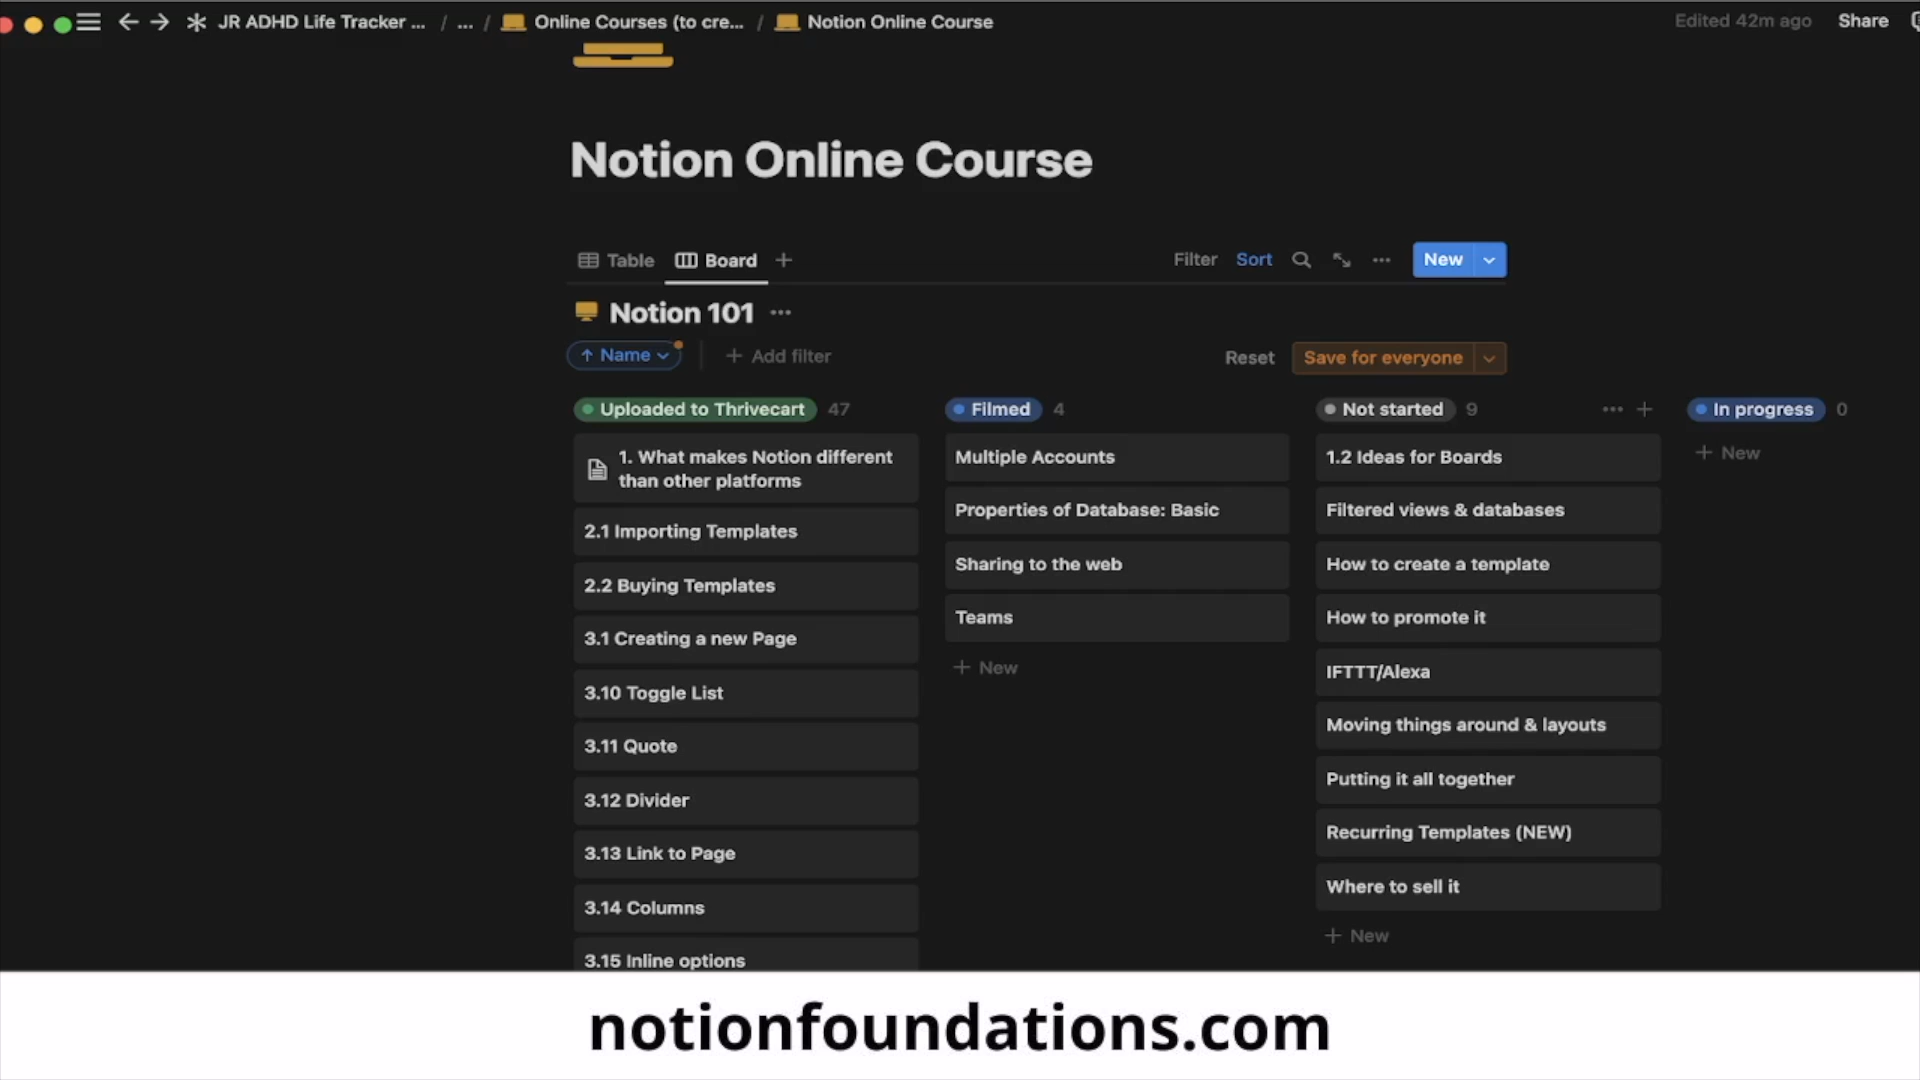 JR ADHD Life Tracker ... / ... / Online Courses (to cre... / Notion Online Course
Edited 42m ago Share
Notion Online Course
Table Board
Filter Sort New
Notion 101
Name Add filter
Reset Save for everyone
Uploaded to Thrivecart 47
1. What makes Notion different
than other platforms
2.1 Importing Templates
2.2 Buying Templates
3.1 Creating a new Page
3.10 Toggle List
3.11 Quote
3.12 Divider
3.13 Link to Page
3.14 Columns
3.15 Inline options
Filmed 4
Multiple Accounts
Properties of Database: Basic
Sharing to the web
Teams
+ New
Not started 9
1.2 Ideas for Boards
Filtered views & databases
How to create a template
How to promote it
IFTTT/Alexa
Moving things around & layouts
Putting it all together
Recurring Templates (NEW)
Where to sell it
+ New
In progress 0
+ New
notionfoundations.com